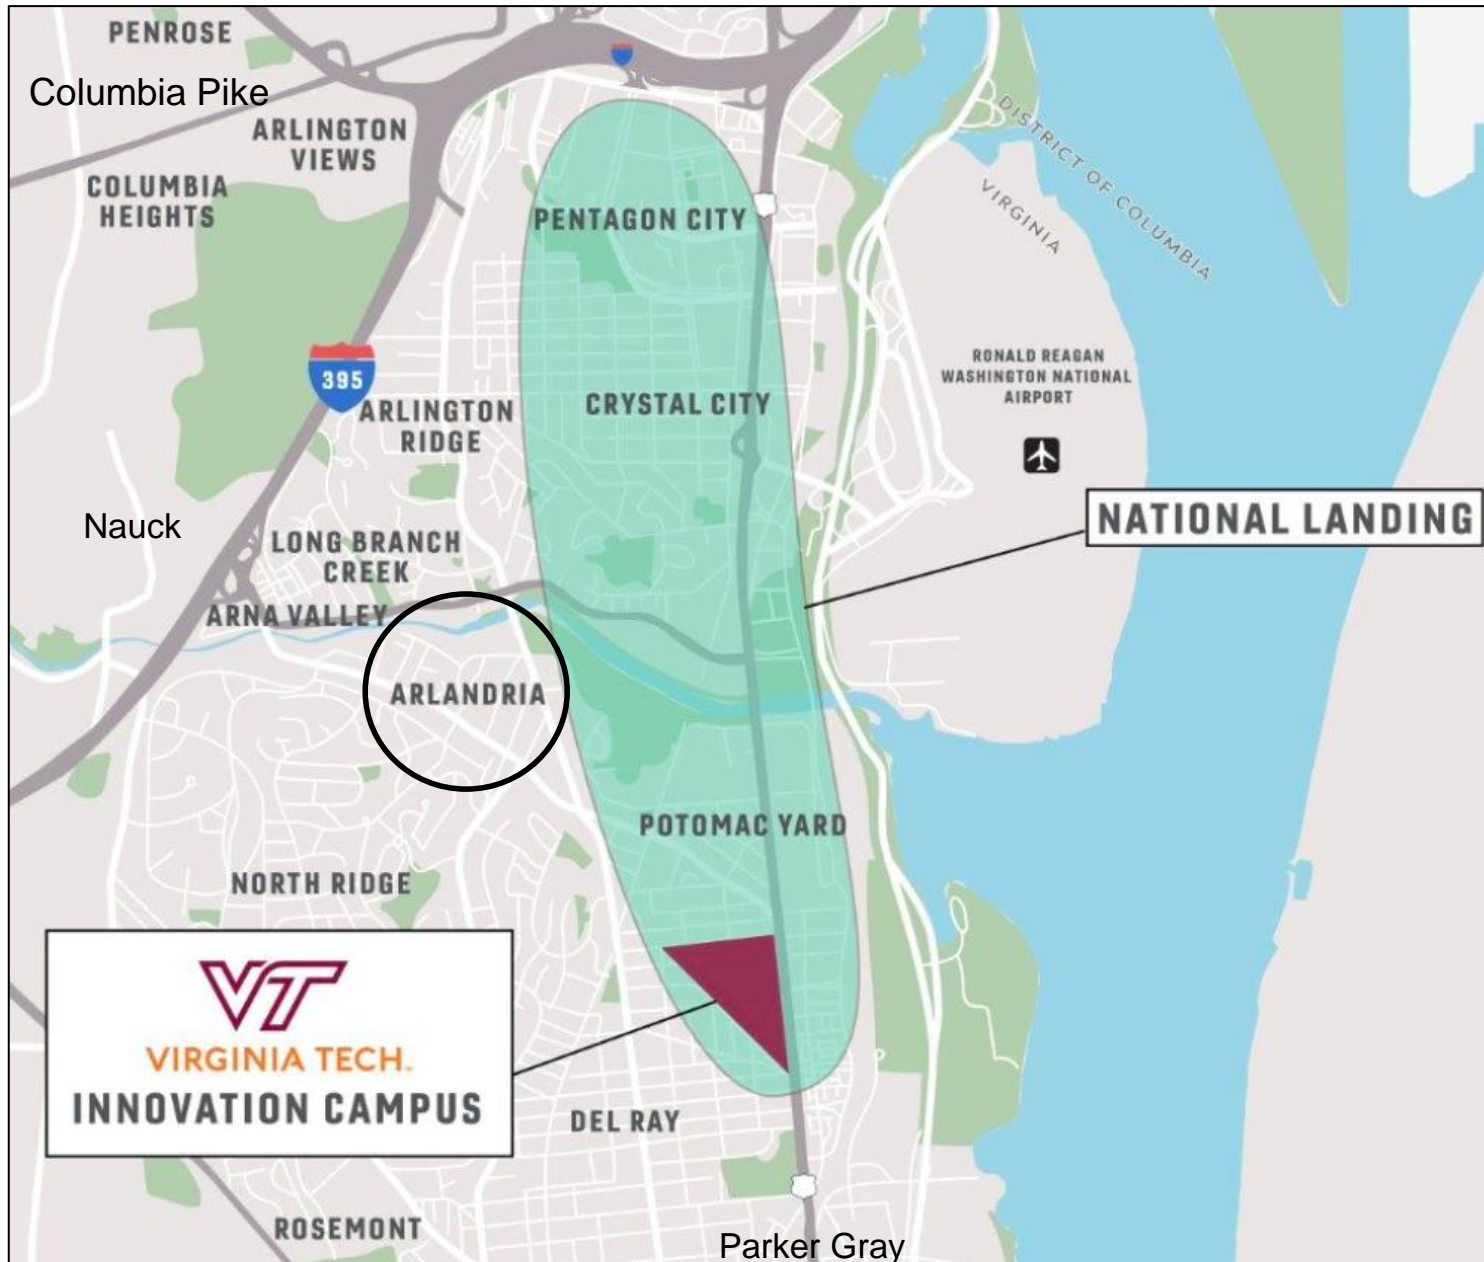 PENROSE
Columbia Pike
ARLINGTON
VIEWS
COLUMBIA
HEIGHTS
PENTAGON CITY
DISTRICT OF COLUMBIA
VIRGINIA
395
ARLINGTON
RIDGE
CRYSTAL CITY
RONALD REAGAN
WASHINGTON NATIONAL
AIRPORT
NATIONAL LANDING
Nauck
LONG BRANCH
CREEK
ARNA VALLEY
ARLANDRIA
POTOMAC YARD
NORTH RIDGE
VT
VIRGINIA TECH.
INNOVATION CAMPUS
DEL RAY
ROSEMONT
Parker Gray